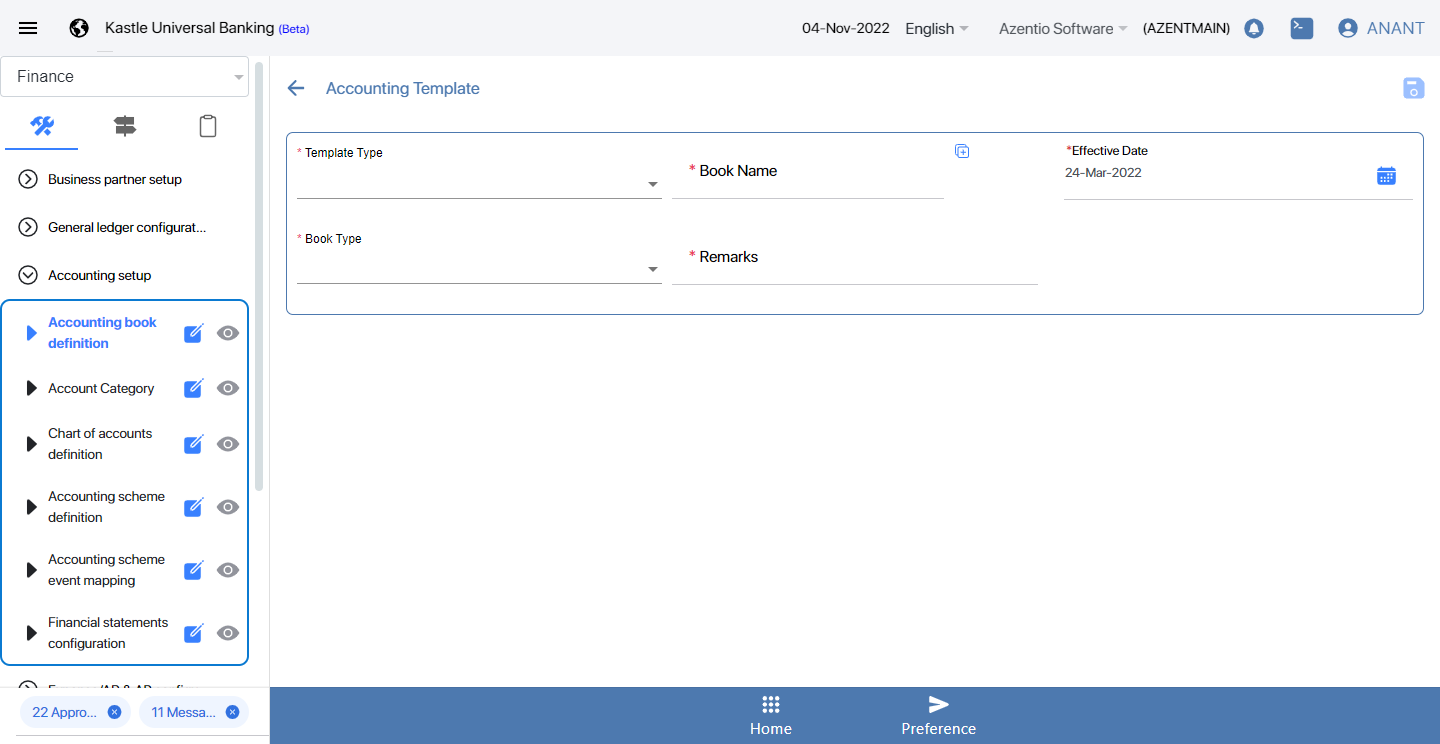 Kastle Universal Banking (Beta)
04-Nov-2022
English
Azentio Software
(AZENTMAIN)
ANANT
Finance
Business partner setup
General ledger configurat...
Accounting setup
Accounting book
definition
Account Category
Chart of accounts
definition
Accounting scheme
definition
Accounting scheme
event mapping
Financial statements
configuration
22 Appro...
11 Messa...
Accounting Template
* Template Type
* Book Name
*Effective Date
24-Mar-2022
* Book Type
* Remarks
Home
Preference